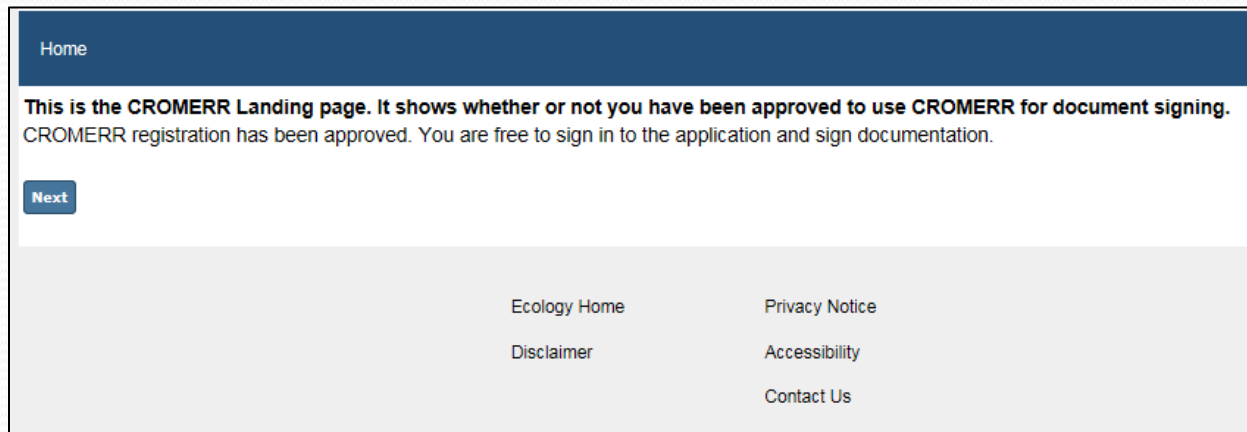 Home
This is the CROMERR Landing page. It shows whether or not you have been approved to use CROMERR for document signing.
CROMERR registration has been approved. You are free to sign in to the application and sign documentation.
Next
Ecology Home
Privacy Notice
Disclaimer
Accessibility
Contact Us